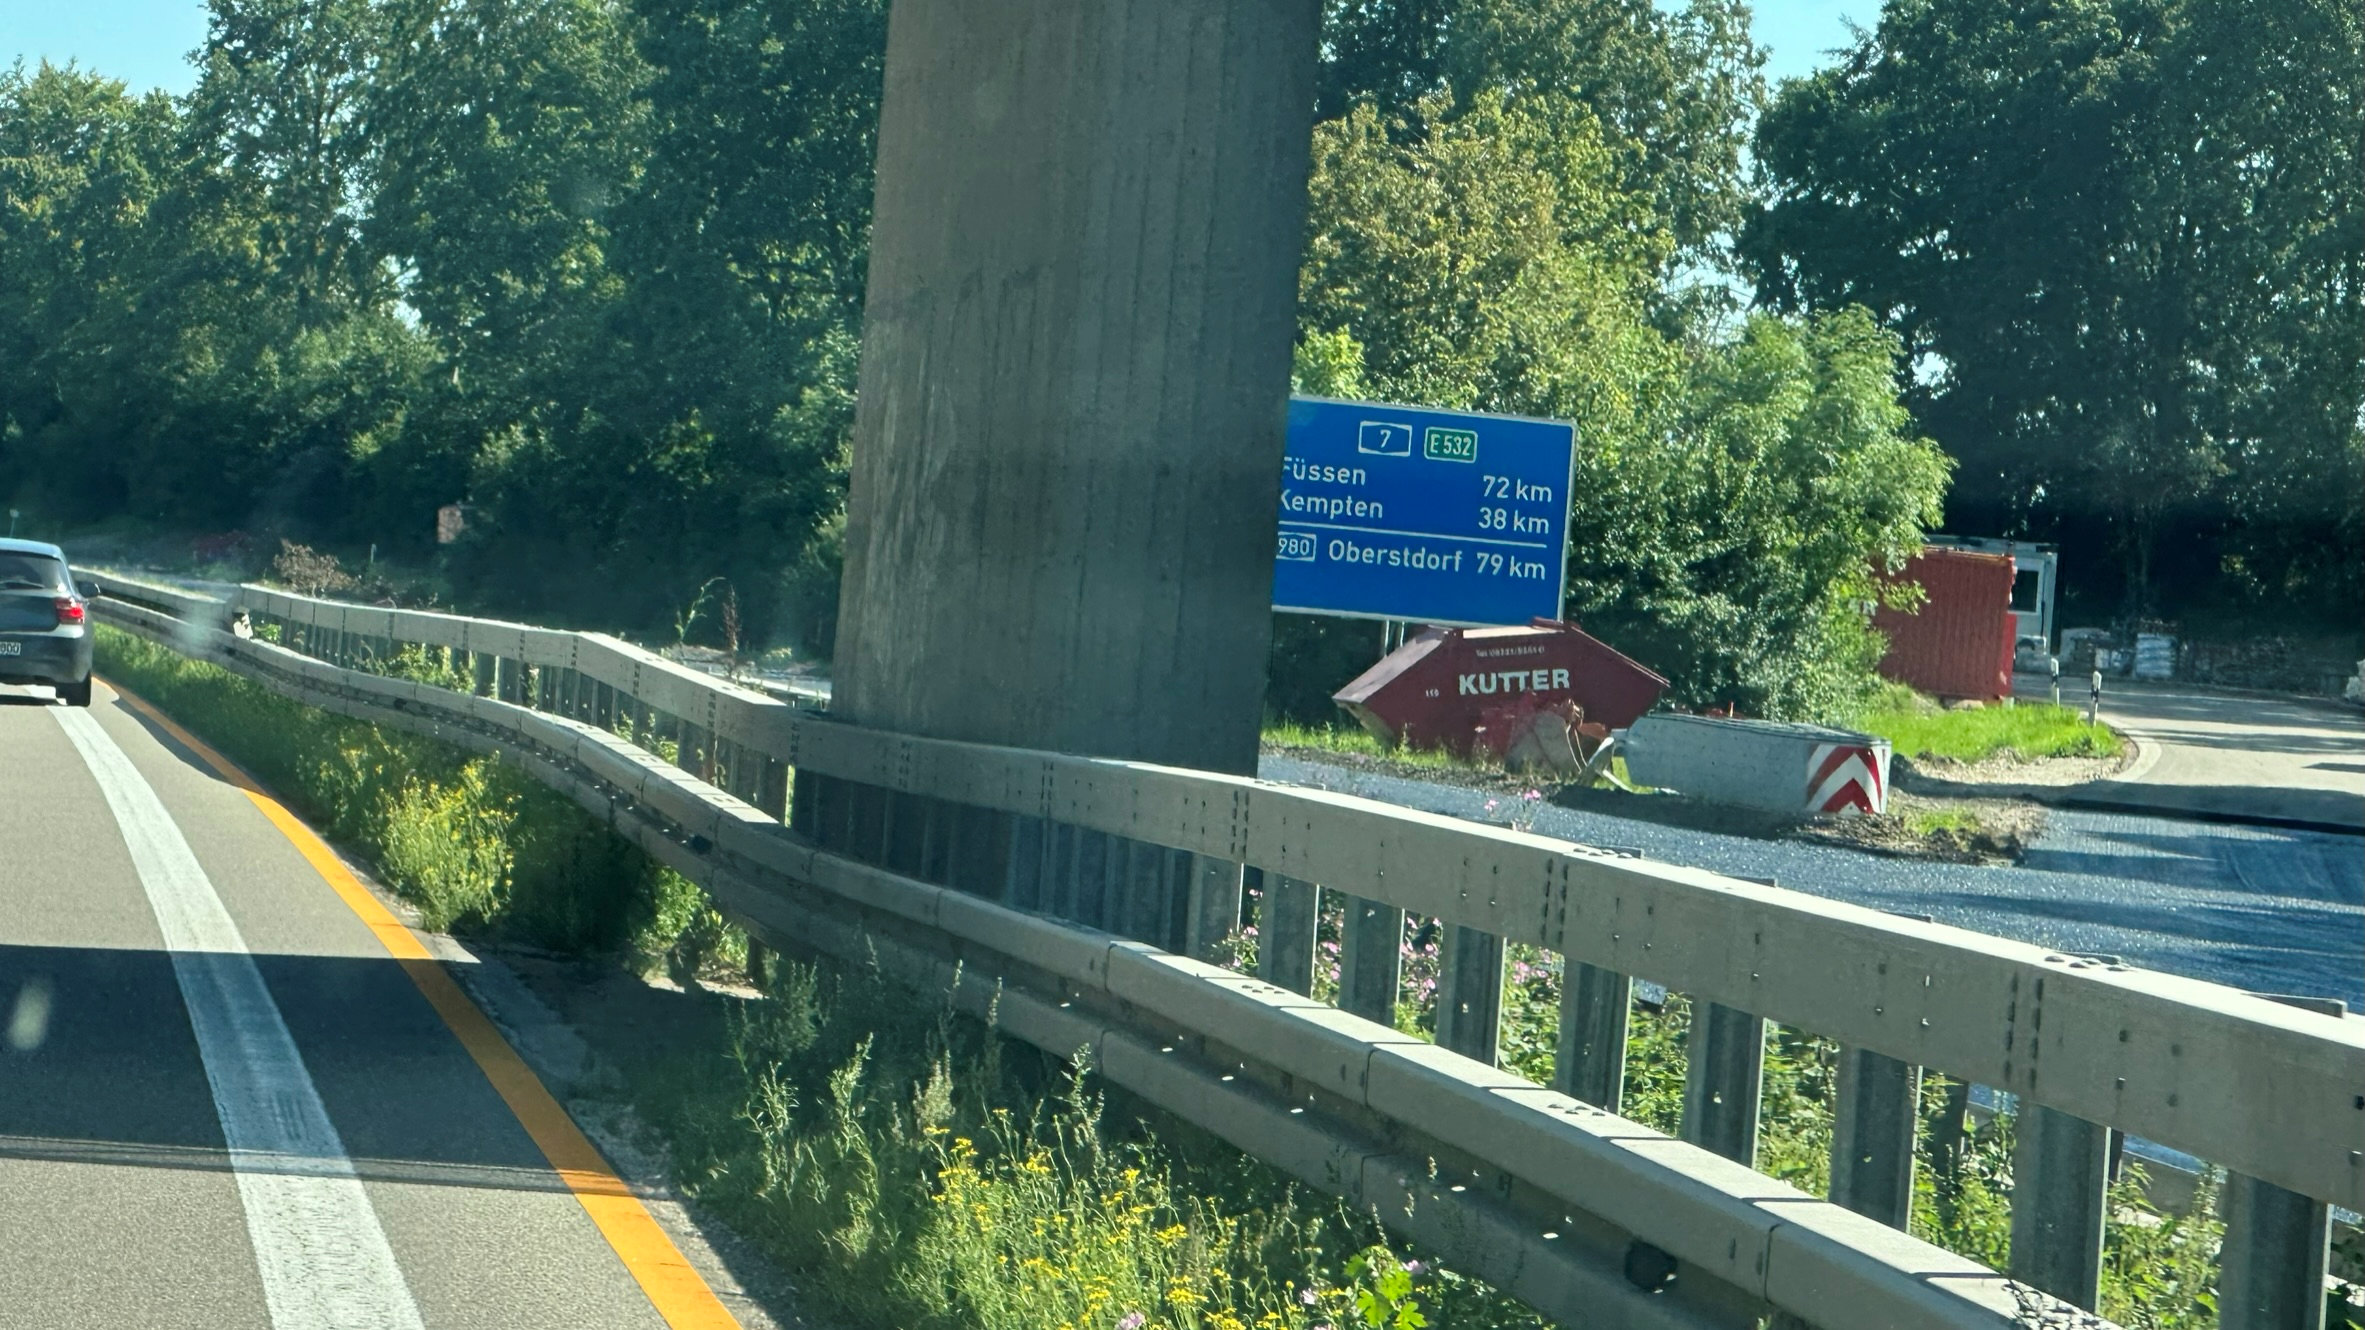 7 E 532
Füssen 72 km
Kempten 38 km
980 Oberstdorf 79 km
KUTTER